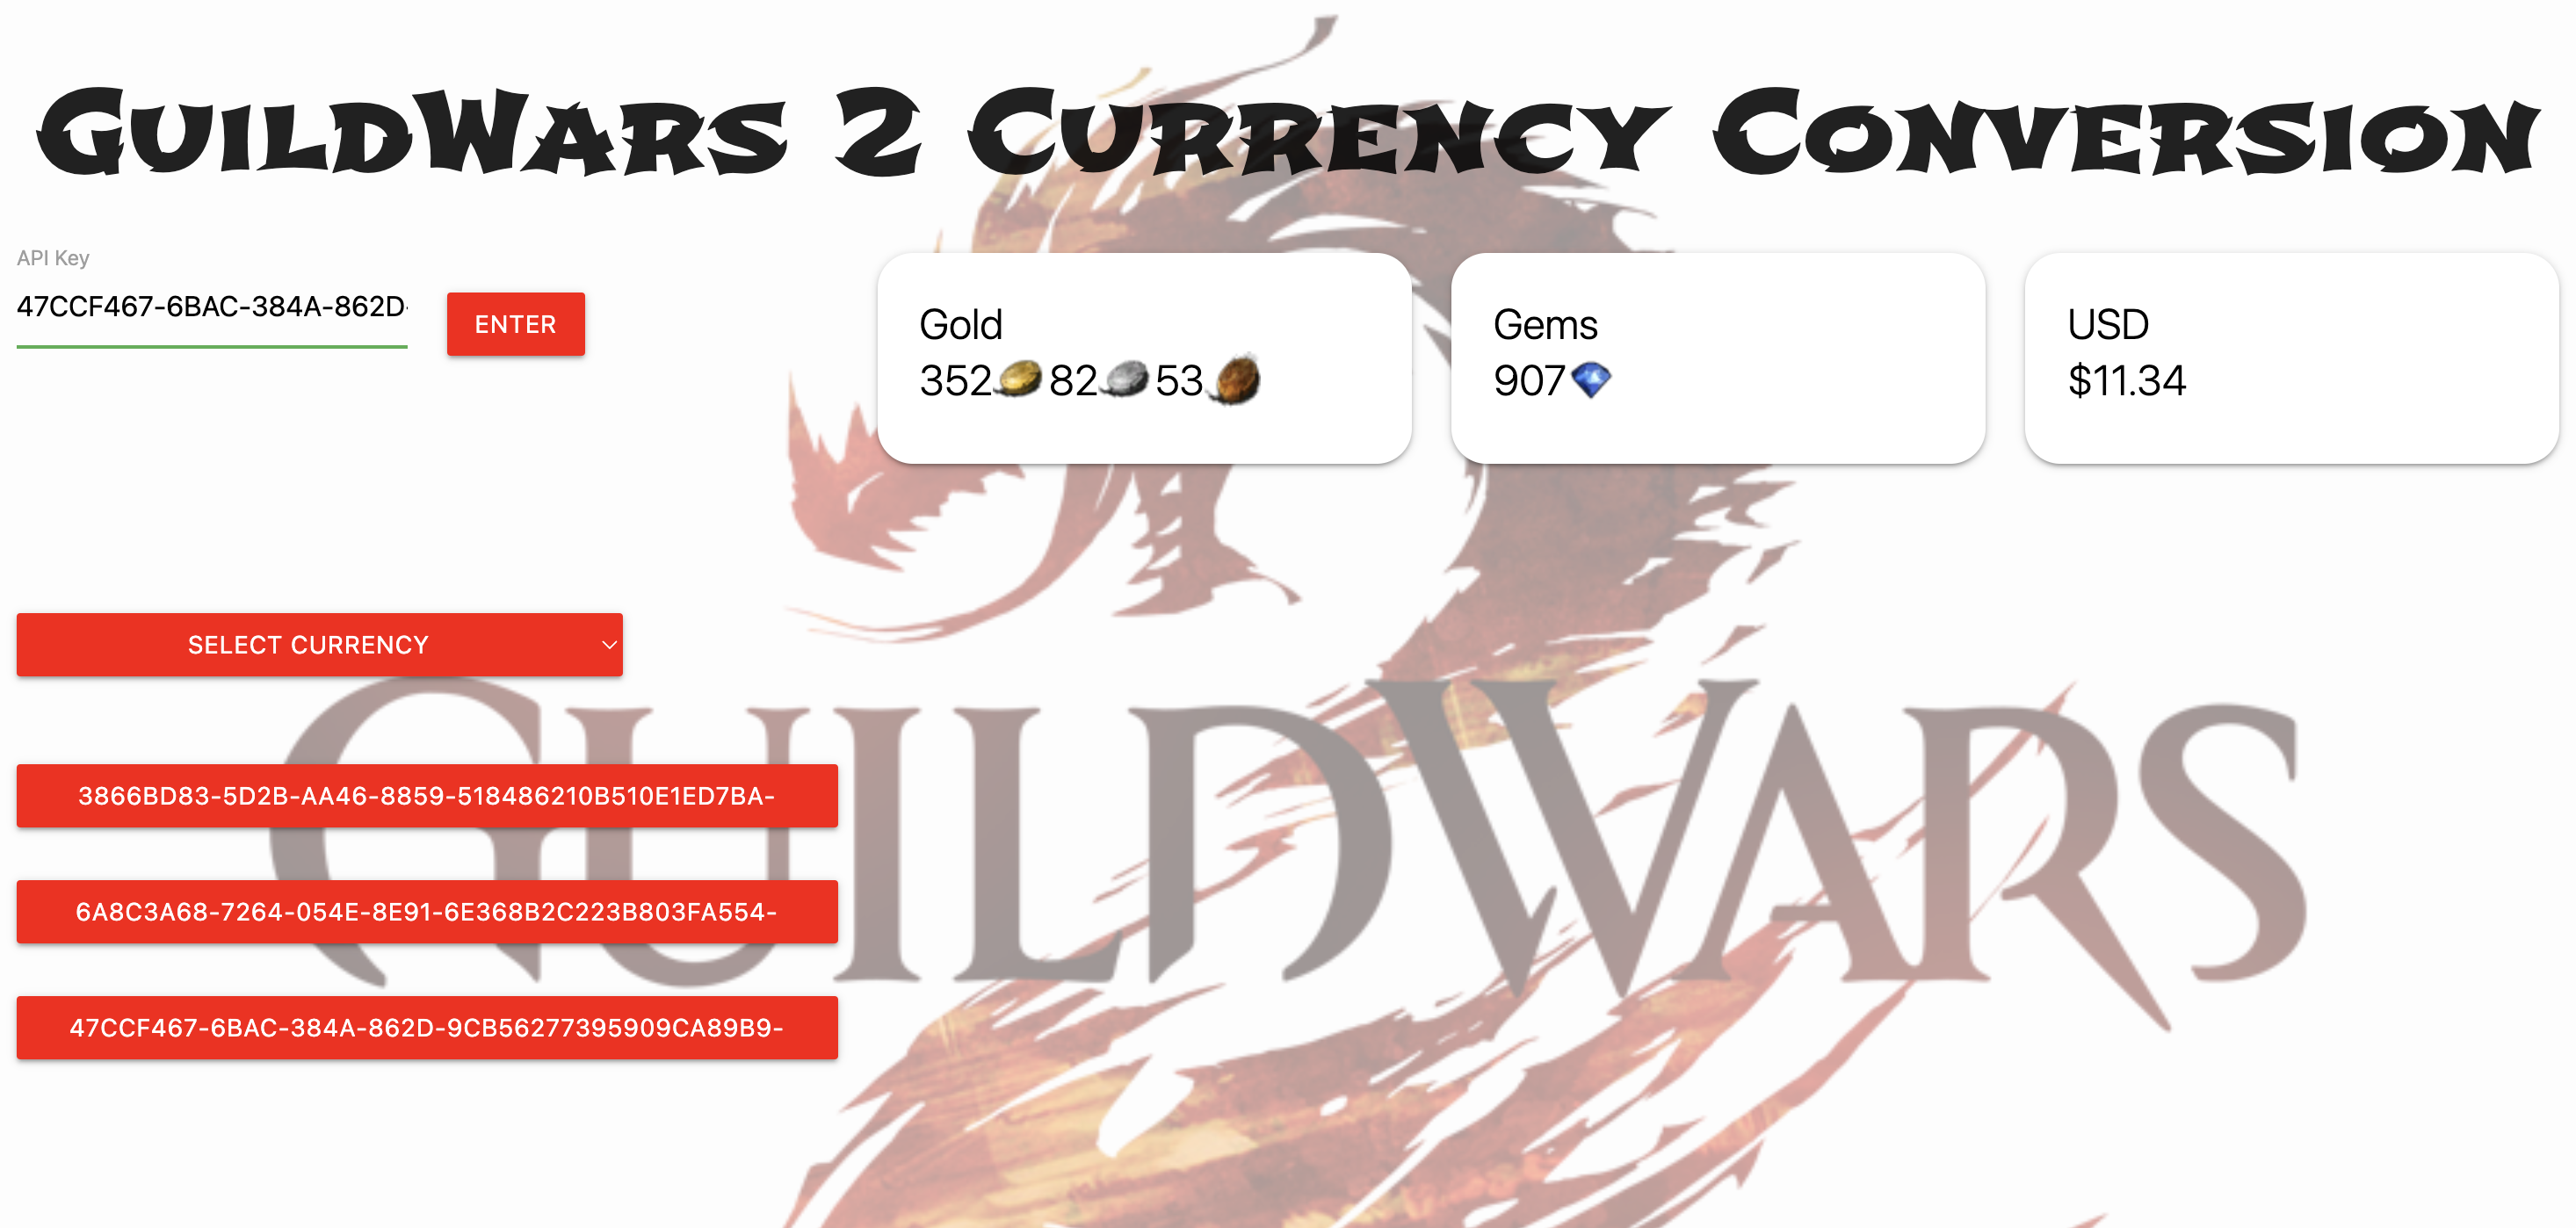 GuildWars 2 Currency Conversion
API Key
47CCF467-6BAC-384A-862D-
ENTER
Gold
352 82 53
Gems
907
USD
$11.34
SELECT CURRENCY
GUILDWARS
3866BD83-5D2B-AA46-8859-518486210B510E1ED7BA-
6A8C3A68-7264-054E-8E91-6E368B2C223B803FA554-
47CCF467-6BAC-384A-862D-9CB56277395909CA89B9-